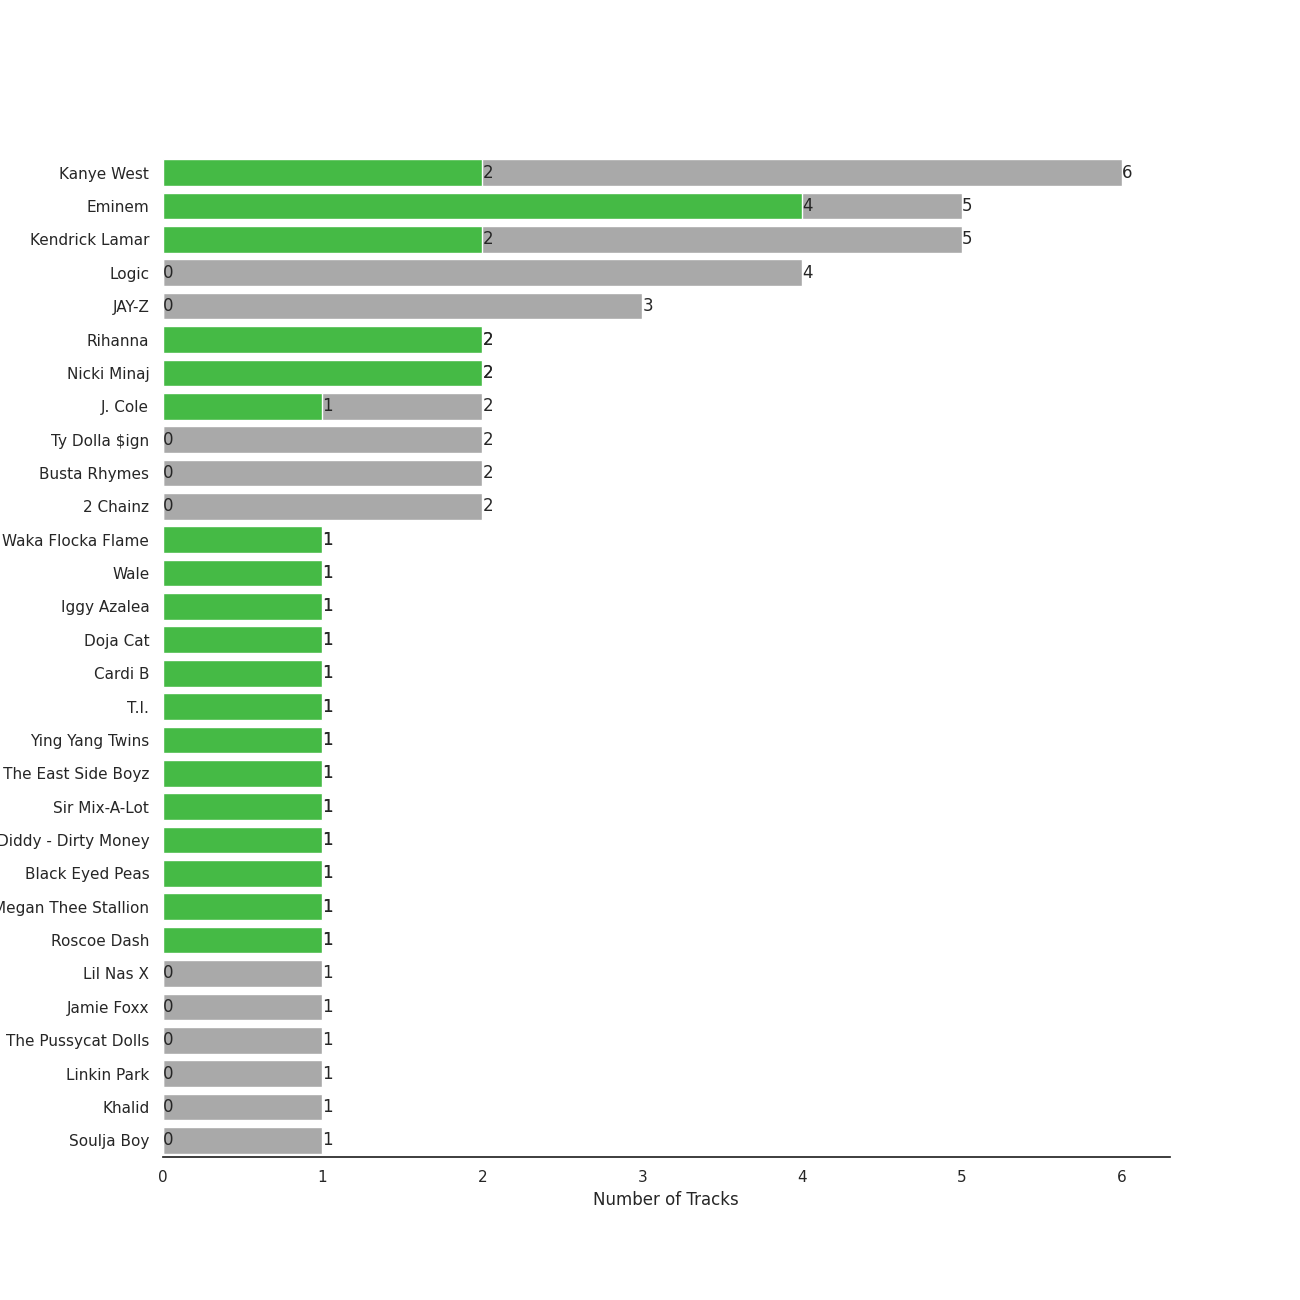 Kanye West 2 6
Eminem 4 5
Kendrick Lamar 2 5
Logic 0 4
JAY-Z 0 3
Rihanna 2
Nicki Minaj 2
J. Cole 1 2
Ty Dolla $ign 0 2
Busta Rhymes 0 2
2 Chainz 0 2
Waka Flocka Flame 1
Wale 1
Iggy Azalea 1
Doja Cat 1
Cardi B 1
T.I. 1
Ying Yang Twins 1
The East Side Boyz 1
Sir Mix-A-Lot 1
Diddy - Dirty Money 1
Black Eyed Peas 1
Megan Thee Stallion 1
Roscoe Dash 1
Lil Nas X 0 1
Jamie Foxx 0 1
The Pussycat Dolls 0 1
Linkin Park 0 1
Khalid 0 1
Soulja Boy 0 1
0 1 2 3 4 5 6
Number of Tracks